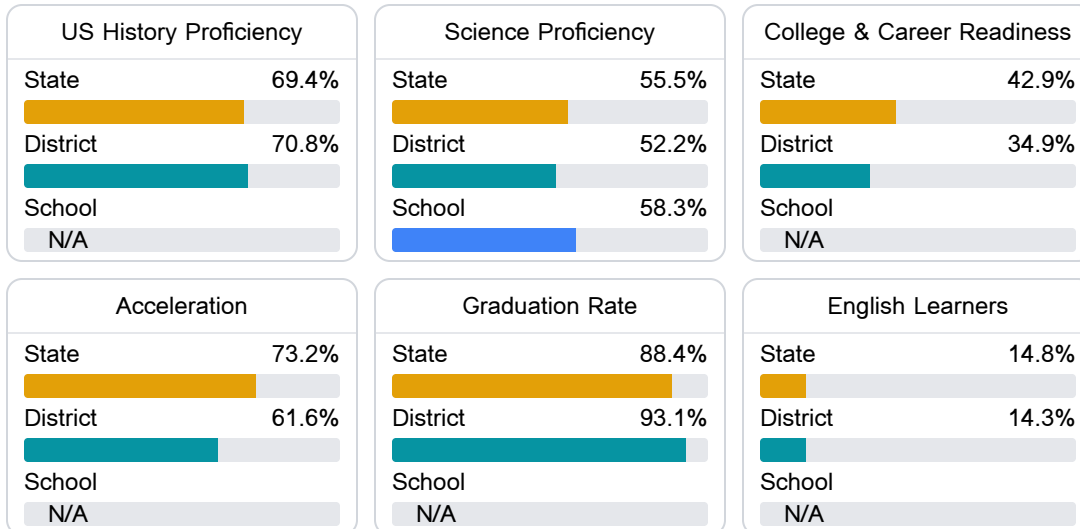 US History Proficiency
State 69.4%
District 70.8%
School
N/A
Science Proficiency
State 55.5%
District 52.2%
School 58.3%
College & Career Readiness
State 42.9%
District 34.9%
School
N/A
Acceleration
State 73.2%
District 61.6%
School
N/A
Graduation Rate
State 88.4%
District 93.1%
School
N/A
English Learners
State 14.8%
District 14.3%
School
N/A